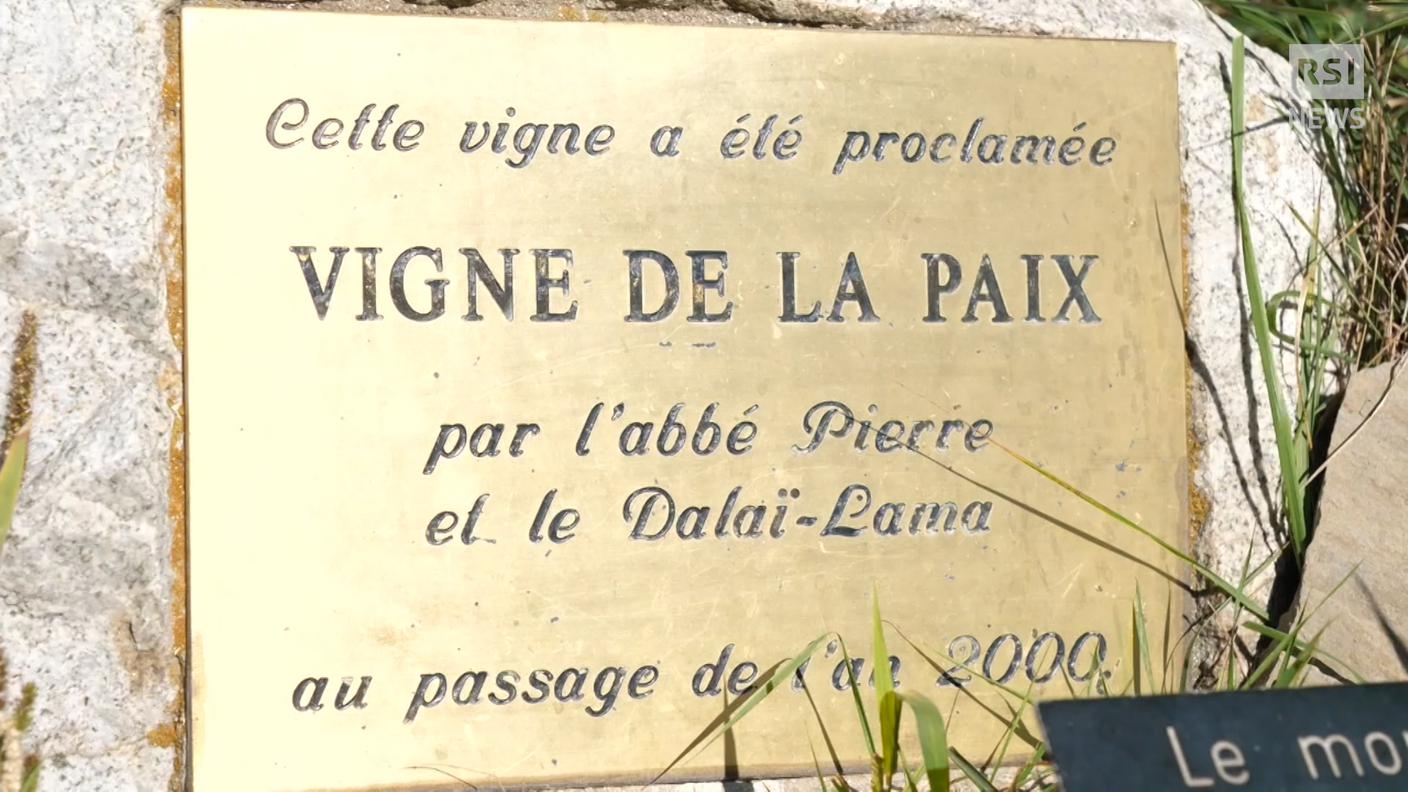 RSI
NEWS
Cette vigne a été proclamée
VIGNE DE LA PAIX
par l'abbé Pierre
et le Dalaï-Lama
au passage de l'an 2000.
Le